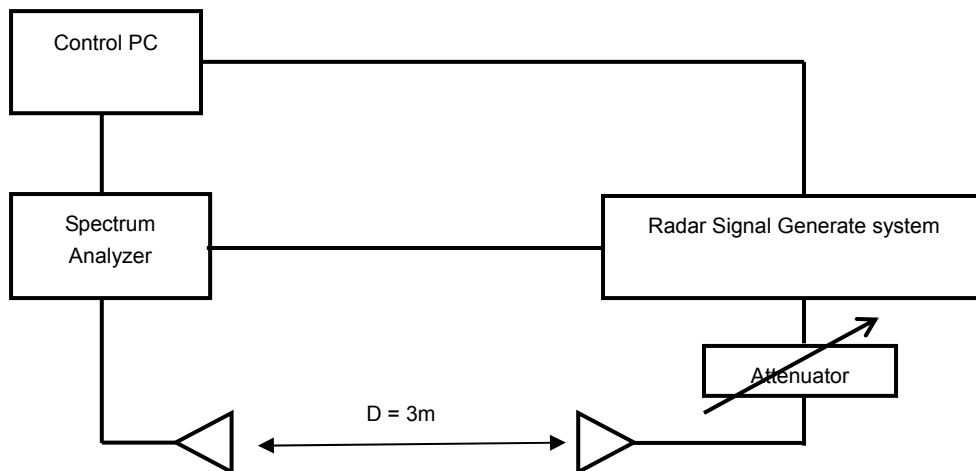 Control PC
Spectrum
Analyzer
Radar Signal Generate system
Attenuator
D = 3m